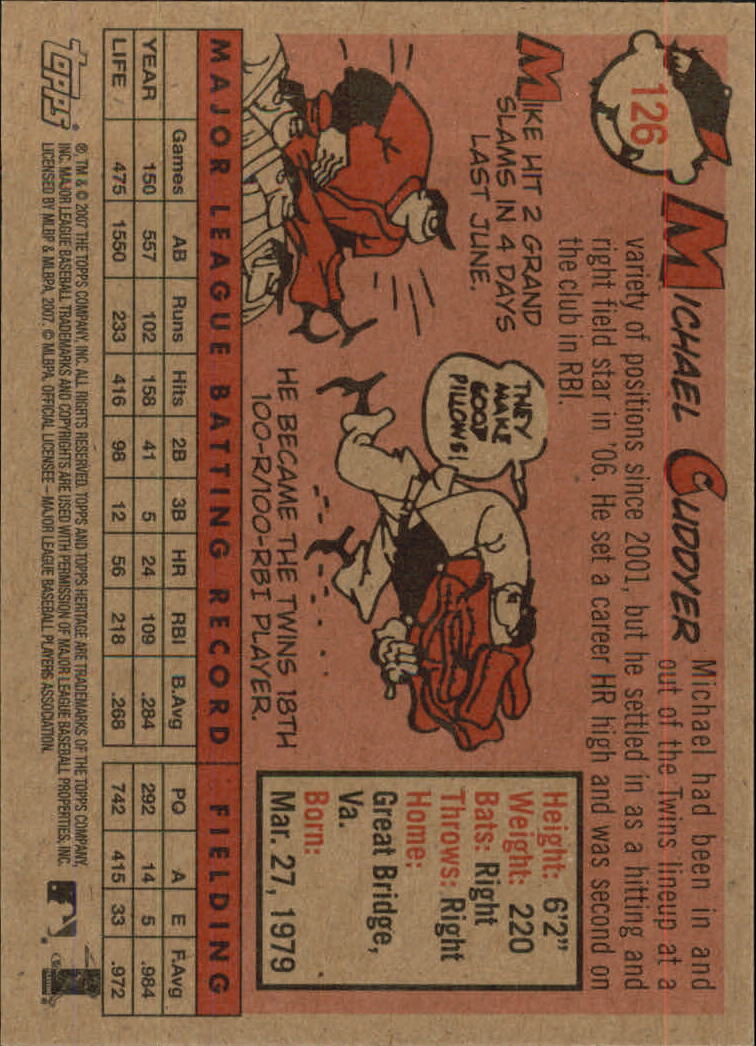 126
MICHAEL CUDDYER
Michael had been in and
out of the Twins lineup at a
variety of positions since 2001, but he settled in as a hitting and
right field star in '06. He set a career HR high and was second on
the club in RBI.
MIKE HIT 2 GRAND
SLAMS IN 4 DAYS
LAST JUNE.
THEY
MAKE
GOOD
PILLOWS!
HE BECAME THE TWINS 18TH
100-R/100-RBI PLAYER.
Height: 6'2"
Weight: 220
Bats: Right
Throws: Right
Home:
Great Bridge,
Va.
Born:
Mar. 27, 1979
MAJOR LEAGUE BATTING RECORD FIELDING
Games AB Runs Hits 2B 3B HR RBI B.Avg PO A E F.Avg
YEAR 150 557 102 158 41 5 24 109 .284 292 14 5 .984
LIFE 475 1550 233 416 98 12 56 218 .268 742 415 33 .972
topps ®, TM & © 2007 THE TOPPS COMPANY, INC. ALL RIGHTS RESERVED. TOPPS AND TOPPS HERITAGE ARE TRADEMARKS OF THE TOPPS COMPANY,
INC. MAJOR LEAGUE BASEBALL TRADEMARKS AND COPYRIGHTS ARE USED WITH PERMISSION OF MAJOR LEAGUE BASEBALL PROPERTIES, INC.
LICENSED BY MLBP & MLBPA, 2007. © MLBPA, OFFICIAL LICENSEE – MAJOR LEAGUE BASEBALL PLAYERS ASSOCIATION.